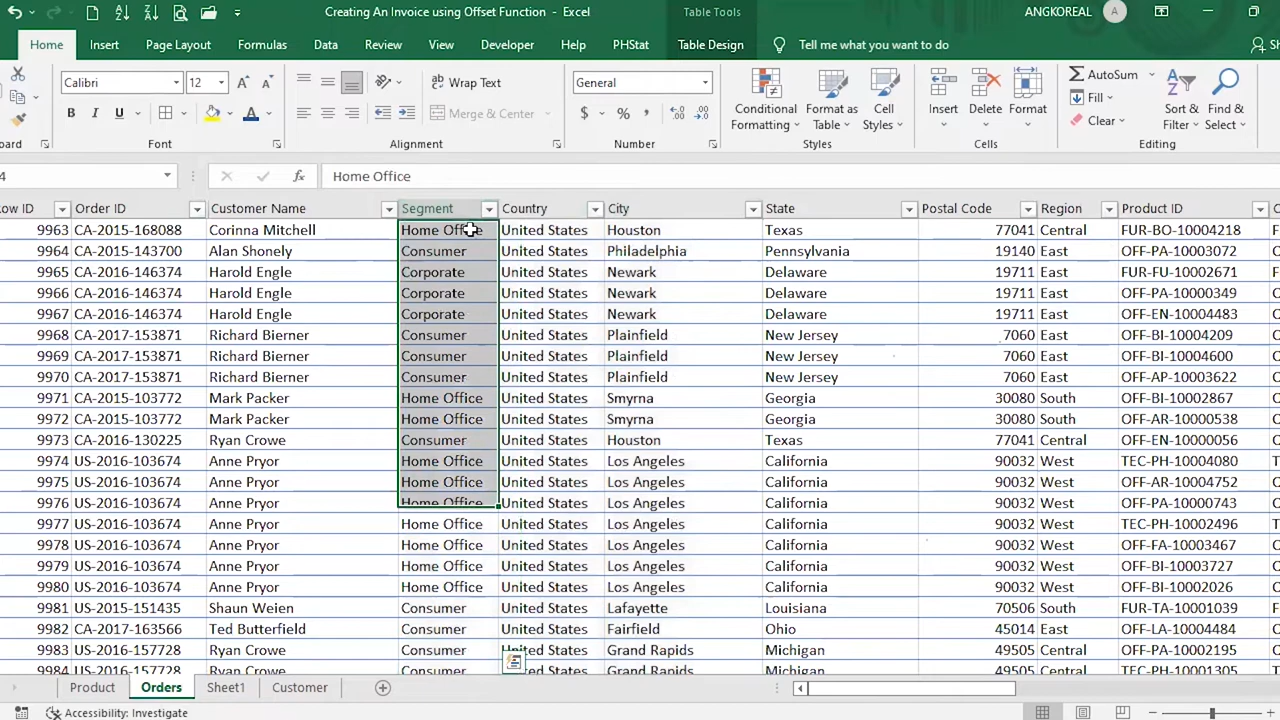 Creating An Invoice using Offset Function - Excel
Table Tools
ANGKOREAL A
Home Insert Page Layout Formulas Data Review View Developer Help PHStat Table Design Tell me what you want to do
Calibri 12 Wrap Text General AutoSum
B I U Merge & Center $ % , Conditional Formatting Format as Table Cell Styles Insert Delete Format Fill Clear Sort & Filter Find & Select
oard Font Alignment Number Styles Cells Editing
4 fx Home Office
ow ID Order ID Customer Name Segment Country City State Postal Code Region Product ID
9963 CA-2015-168088 Corinna Mitchell Home Office United States Houston Texas 77041 Central FUR-BO-10004218
9964 CA-2015-143700 Alan Shonely Consumer United States Philadelphia Pennsylvania 19140 East OFF-PA-10003072
9965 CA-2016-146374 Harold Engle Corporate United States Newark Delaware 19711 East FUR-FU-10002671
9966 CA-2016-146374 Harold Engle Corporate United States Newark Delaware 19711 East OFF-PA-10000349
9967 CA-2016-146374 Harold Engle Corporate United States Newark Delaware 19711 East OFF-EN-10004483
9968 CA-2017-153871 Richard Bierner Consumer United States Plainfield New Jersey 7060 East OFF-BI-10004209
9969 CA-2017-153871 Richard Bierner Consumer United States Plainfield New Jersey 7060 East OFF-BI-10004600
9970 CA-2017-153871 Richard Bierner Consumer United States Plainfield New Jersey 7060 East OFF-AP-10003622
9971 CA-2015-103772 Mark Packer Home Office United States Smyrna Georgia 30080 South OFF-BI-10002867
9972 CA-2015-103772 Mark Packer Home Office United States Smyrna Georgia 30080 South OFF-AR-10000538
9973 CA-2016-130225 Ryan Crowe Consumer United States Houston Texas 77041 Central OFF-EN-10000056
9974 US-2016-103674 Anne Pryor Home Office United States Los Angeles California 90032 West TEC-PH-10004080
9975 US-2016-103674 Anne Pryor Home Office United States Los Angeles California 90032 West OFF-AR-10004752
9976 US-2016-103674 Anne Pryor Home Office United States Los Angeles California 90032 West OFF-PA-10000743
9977 US-2016-103674 Anne Pryor Home Office United States Los Angeles California 90032 West TEC-PH-10002496
9978 US-2016-103674 Anne Pryor Home Office United States Los Angeles California 90032 West OFF-FA-10003467
9979 US-2016-103674 Anne Pryor Home Office United States Los Angeles California 90032 West OFF-BI-10003727
9980 US-2016-103674 Anne Pryor Home Office United States Los Angeles California 90032 West OFF-BI-10002026
9981 US-2015-151435 Shaun Weien Consumer United States Lafayette Louisiana 70506 South FUR-TA-10001039
9982 CA-2017-163566 Ted Butterfield Consumer United States Fairfield Ohio 45014 East OFF-LA-10004484
9983 US-2016-157728 Ryan Crowe Consumer United States Grand Rapids Michigan 49505 Central OFF-PA-10002195
9984 US-2016-157728 Ryan Crowe Consumer United States Grand Rapids Michigan 49505 Central TEC-PH-10001305
Product Orders Sheet1 Customer
Accessibility: Investigate